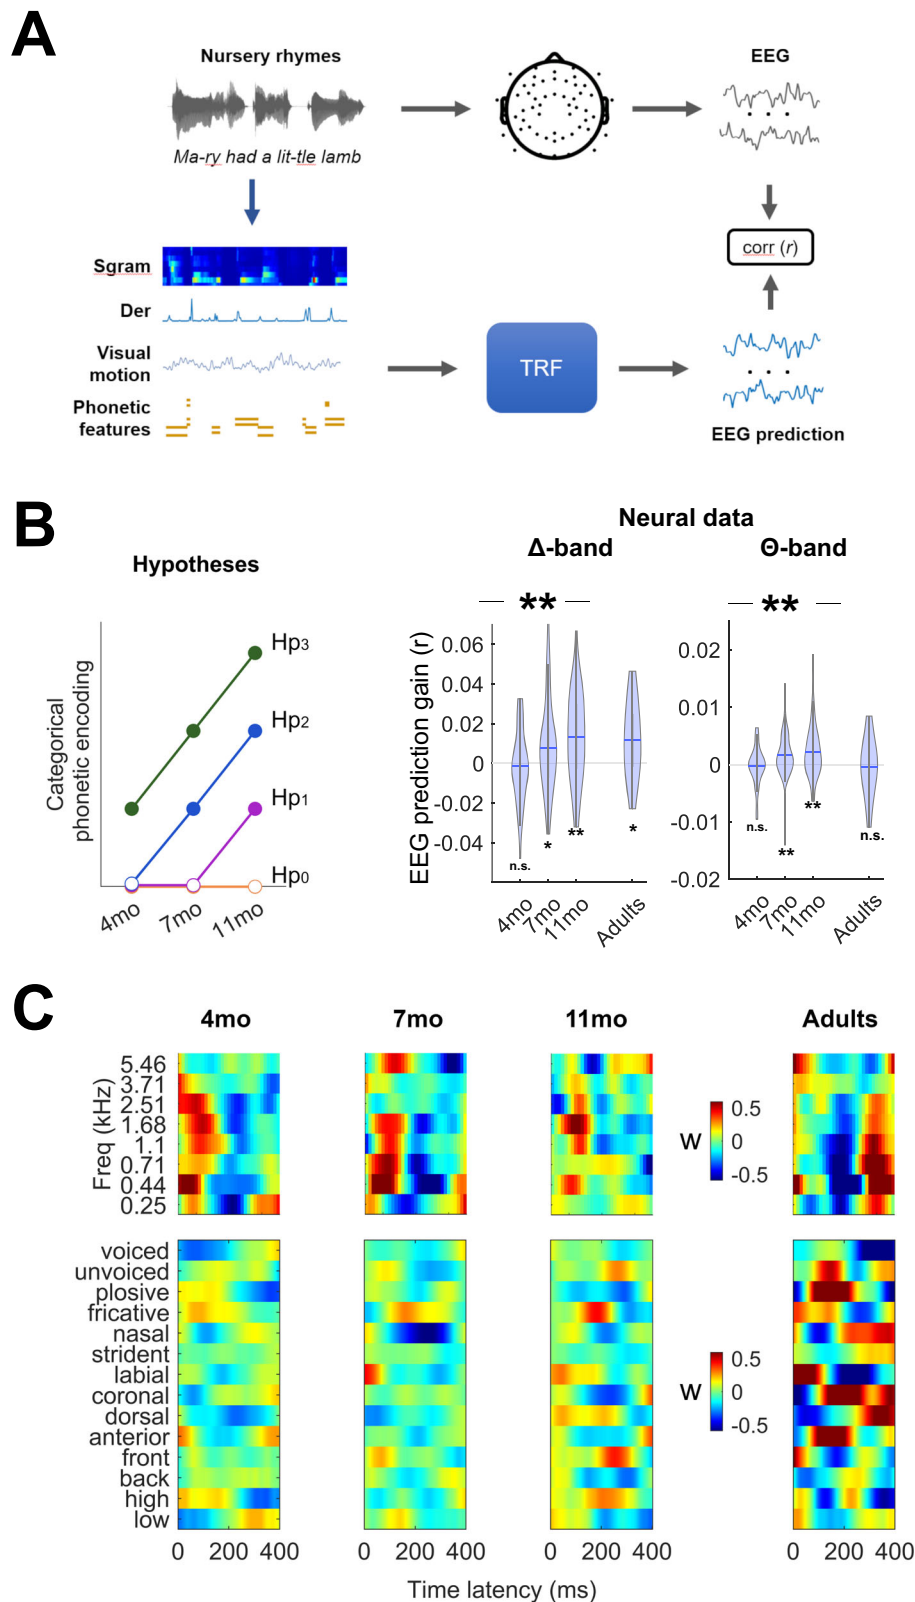 A
Nursery rhymes
EEG
Ma-ry had a lit-tle lamb
corr (r)
Sgram
Der
Visual
motion
Phonetic
features
TRF
EEG prediction
B
Neural data
Hypotheses
Δ-band
Θ-band
**
**
Categorical
phonetic encoding
Hp3
Hp2
Hp1
Hp0
4mo
7mo
11mo
EEG prediction gain (r)
0.06
0.04
0.02
0
-0.02
-0.04
n.s.
*
**
*
4mo
7mo
11mo
Adults
0.02
0.01
0
-0.01
-0.02
n.s.
**
**
n.s.
4mo
7mo
11mo
Adults
C
4mo
7mo
11mo
Adults
Freq (kHz)
5.46
3.71
2.51
1.68
1.1
0.71
0.44
0.25
w
0.5
0
-0.5
voiced
unvoiced
plosive
fricative
nasal
strident
labial
coronal
dorsal
anterior
front
back
high
low
w
0.5
0
-0.5
0 200 400
0 200 400
0 200 400
0 200 400
Time latency (ms)